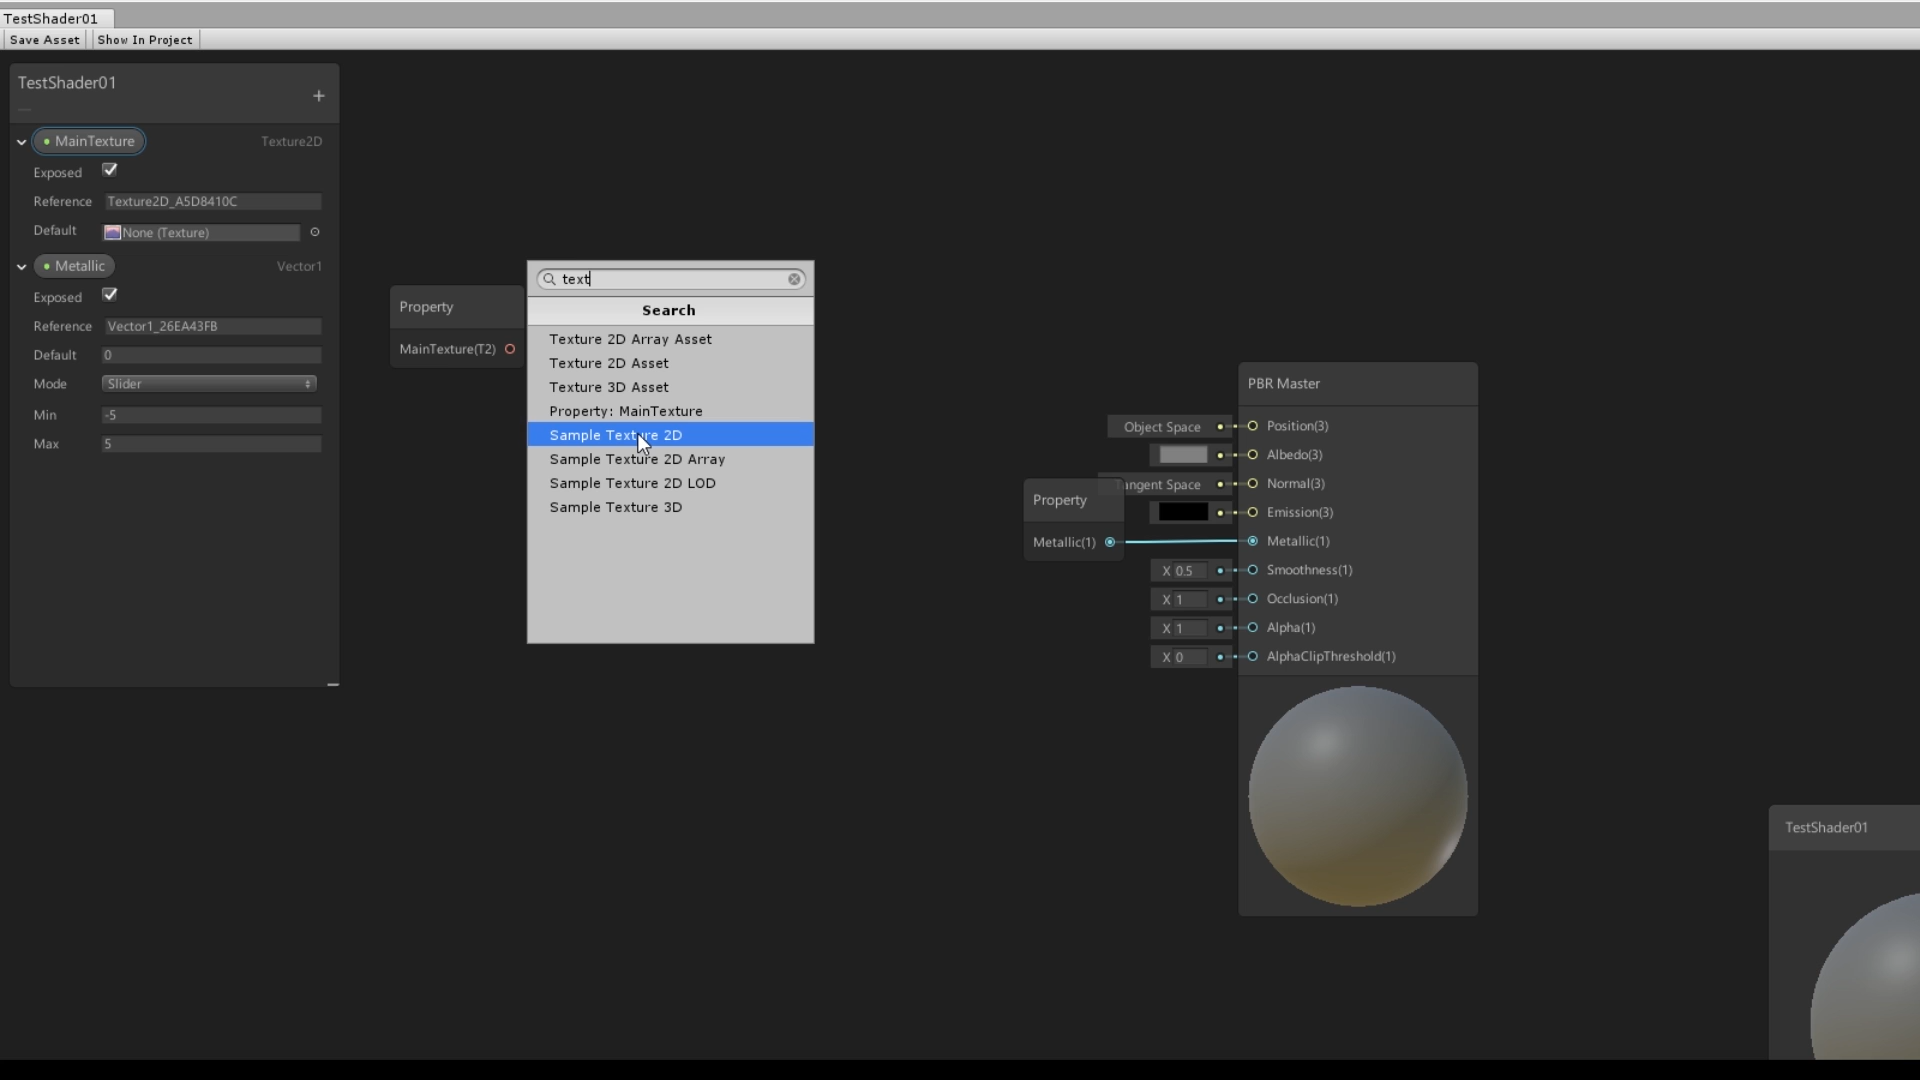 TestShader01
Save Asset
Show In Project
TestShader01
MainTexture
Texture2D
Exposed
Reference
Texture2D_A5D8410C
Default
None (Texture)
Metallic
Vector1
Exposed
Reference
Vector1_26EA43FB
Default
0
Mode
Slider
Min
-5
Max
5
Property
MainTexture(T2)
text
Search
Texture 2D Array Asset
Texture 2D Asset
Texture 3D Asset
Property: MainTexture
Sample Texture 2D
Sample Texture 2D Array
Sample Texture 2D LOD
Sample Texture 3D
Property
Metallic(1)
PBR Master
Object Space
Position(3)
Albedo(3)
Tangent Space
Normal(3)
Emission(3)
Metallic(1)
X 0.5
Smoothness(1)
X 1
Occlusion(1)
X 1
Alpha(1)
X 0
AlphaClipThreshold(1)
TestShader01